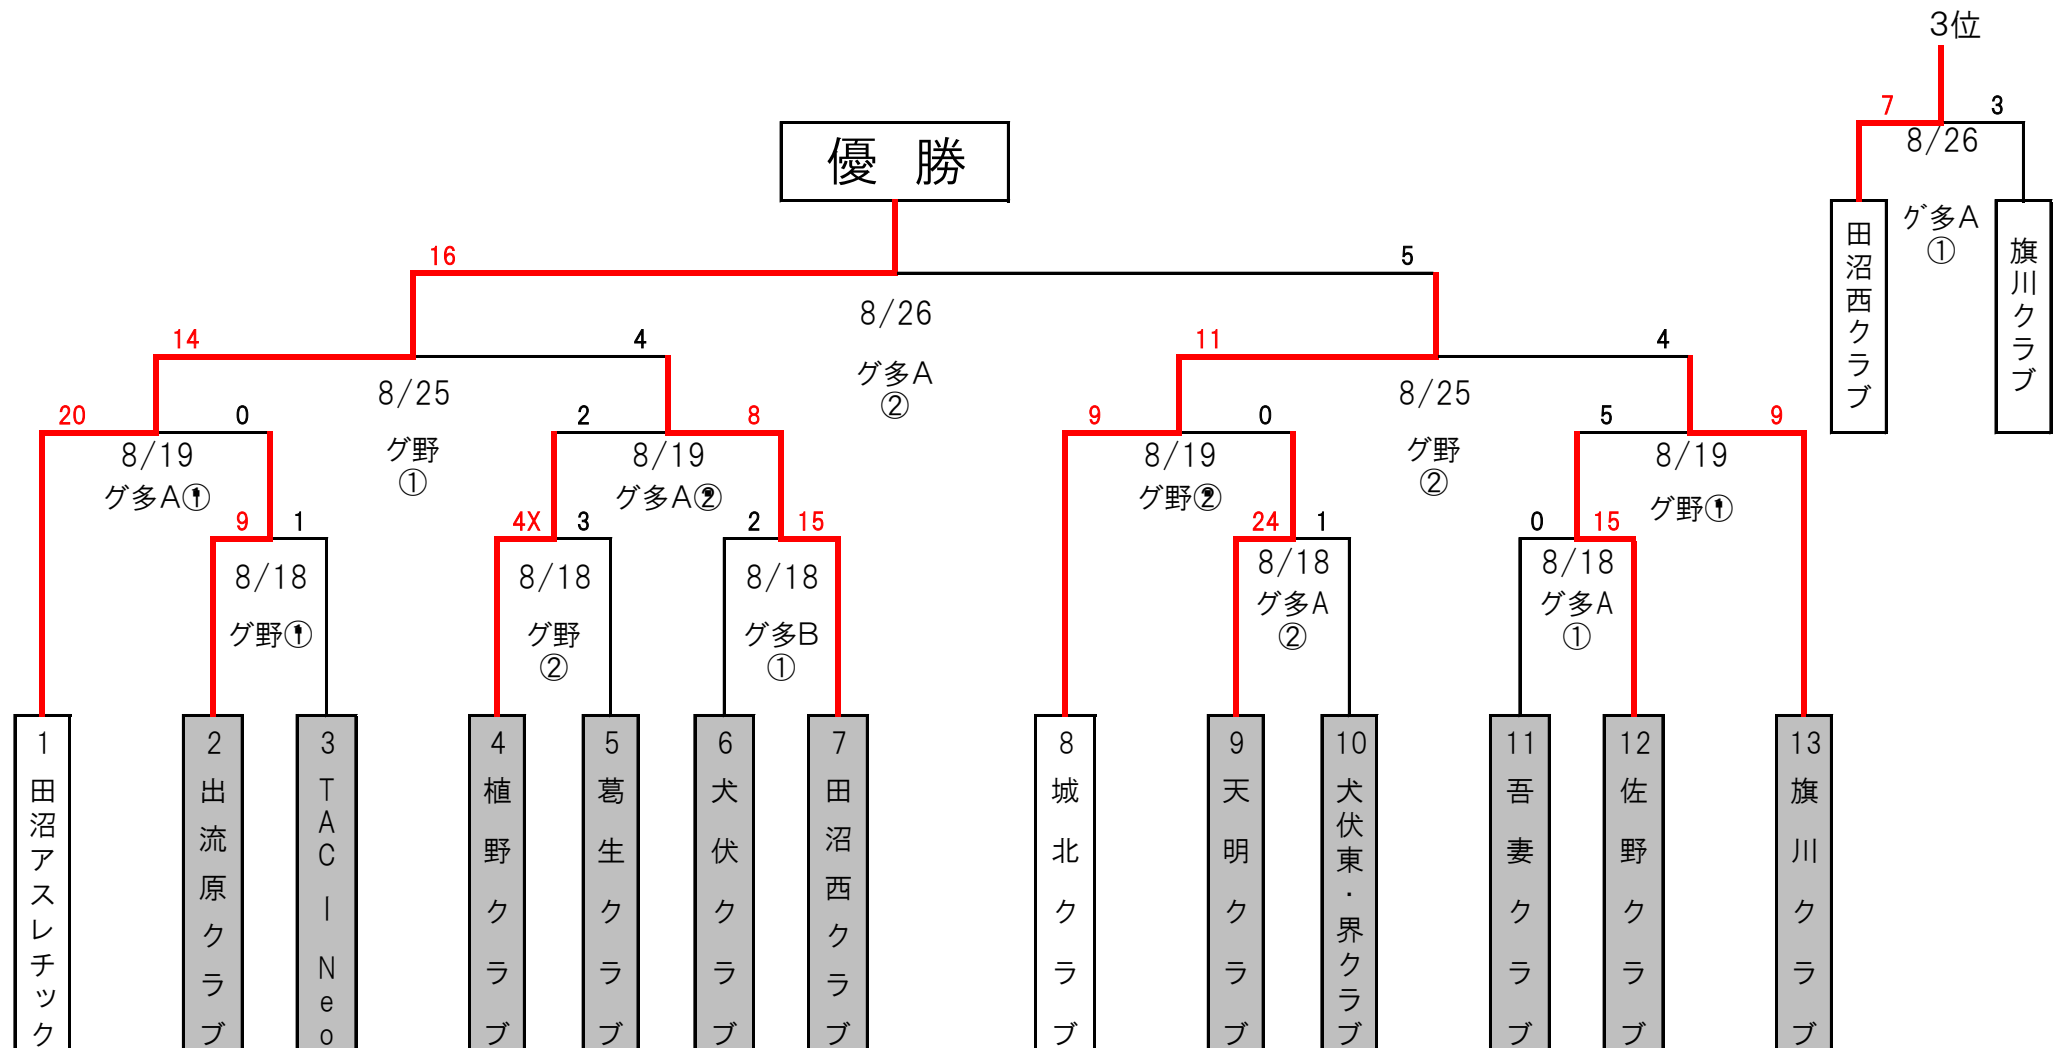 3位
7
3
8/26
グ多A
①
田沼西クラブ
旗川クラブ
優 勝
16
5
8/26
グ多A
②
14
4
8/25
グ野
①
11
4
8/25
グ野
②
20
0
8/19
グ多A①
2
8
8/19
グ多A②
9
0
8/19
グ野②
5
9
8/19
グ野①
9
1
8/18
グ野①
4X
3
8/18
グ野
②
2
15
8/18
グ多B
①
24
1
8/18
グ多A
②
0
15
8/18
グ多A
①
1
田沼アスレチック
2
出流原クラブ
3
TAC I Neo
4
植野クラブ
5
葛生クラブ
6
犬伏クラブ
7
田沼西クラブ
8
城北クラブ
9
天明クラブ
10
犬伏東・界クラブ
11
吾妻クラブ
12
佐野クラブ
13
旗川クラブ